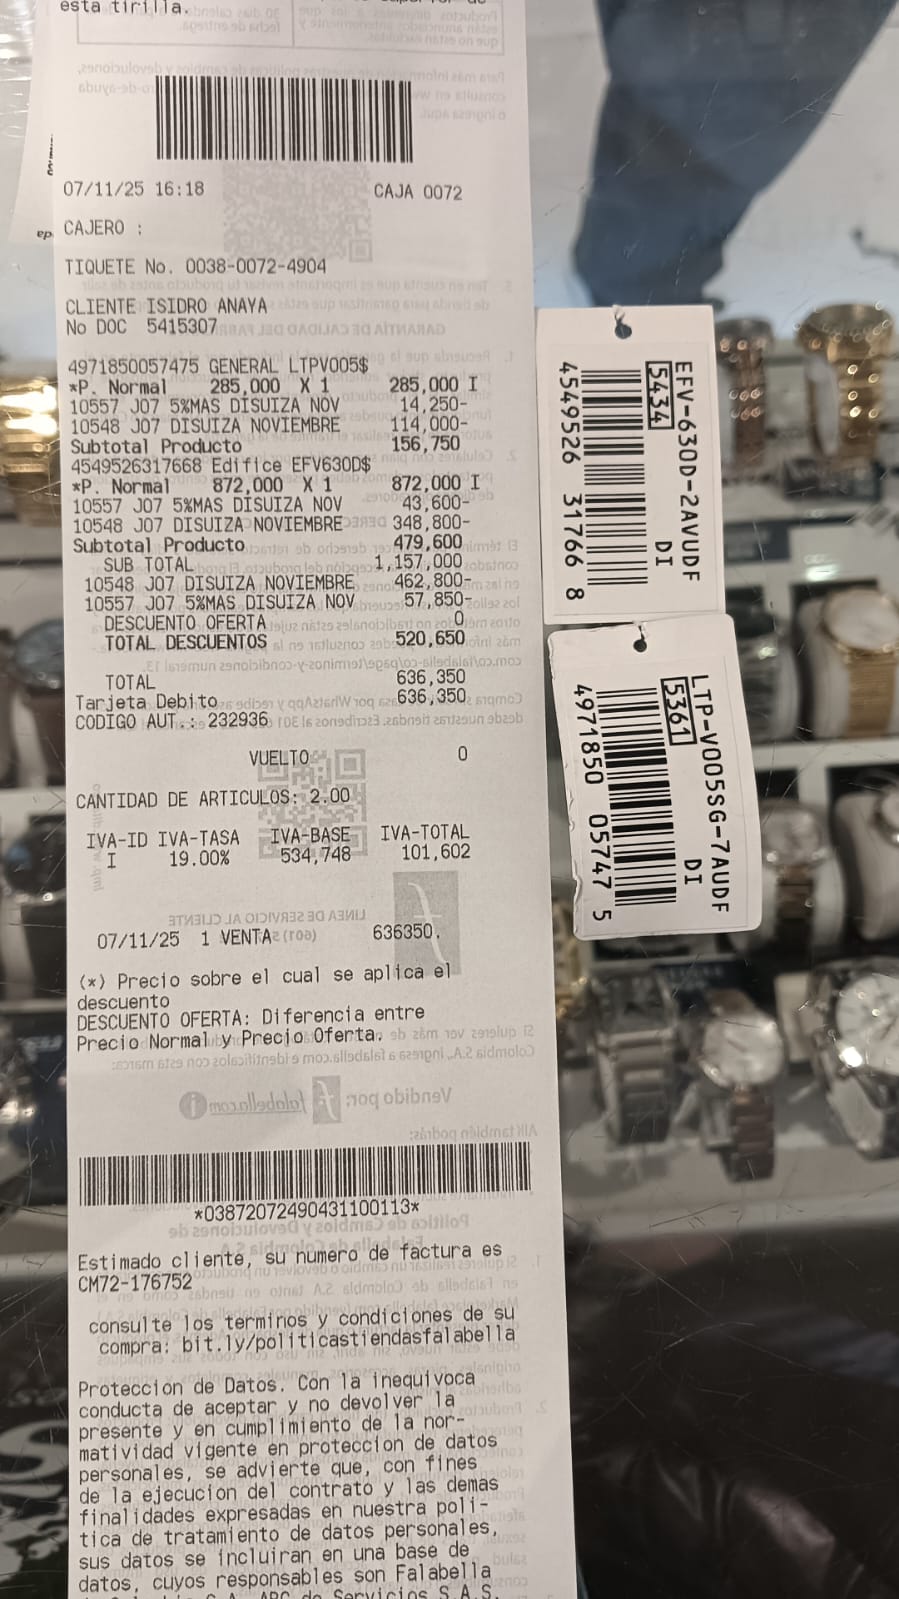 esta tirilla.
07/11/25 16:18 CAJA 0072
CAJERO :
TIQUETE No. 0038-0072-4904
CLIENTE ISIDRO ANAYA
No DOC 5415307
4971850057475 GENERAL LTPV005$
*P. Normal 285,000 X 1 285,000 I
10557 J07 5%MAS DISUIZA NOV 14,250-
10548 J07 DISUIZA NOVIEMBRE 114,000-
Subtotal Producto 156,750
4549526317668 Edifice EFV630D$
*P. Normal 872,000 X 1 872,000 I
10557 J07 5%MAS DISUIZA NOV 43,600-
10548 J07 DISUIZA NOVIEMBRE 348,800-
Subtotal Producto 479,600
SUB TOTAL 1,157,000
10548 J07 DISUIZA NOVIEMBRE 462,800-
10557 J07 5%MAS DISUIZA NOV 57,850-
DESCUENTO OFERTA 0
TOTAL DESCUENTOS 520,650
TOTAL 636,350
Tarjeta Debito 636,350
CODIGO AUT.: 232936
VUELTO 0
CANTIDAD DE ARTICULOS: 2.00
IVA-ID IVA-TASA IVA-BASE IVA-TOTAL
I 19.00% 534,748 101,602
07/11/25 1 VENTA 636350.
(*) Precio sobre el cual se aplica el
descuento
DESCUENTO OFERTA: Diferencia entre
Precio Normal y Precio Oferta.
*03872072490431100113*
Estimado cliente, su numero de factura es
CM72-176752
consulte los terminos y condiciones de su
compra: bit.ly/politicastiendasfalabella
Proteccion de Datos. Con la inequivoca
conducta de aceptar y no devolver la
presente y en cumplimiento de la nor-
matividad vigente en proteccion de datos
personales, se advierte que, con fines
de la ejecucion del contrato y las demas
finalidades expresadas en nuestra poli-
tica de tratamiento de datos personales,
sus datos se incluiran en una base de
datos, cuyos responsables son Falabella
de Servicios S.A.S.
EFV-630D-2AVUDF
5434 DI
4549526 31766 8
LTP-V005SG-7AUDF
5361 DI
4971850 05747 5